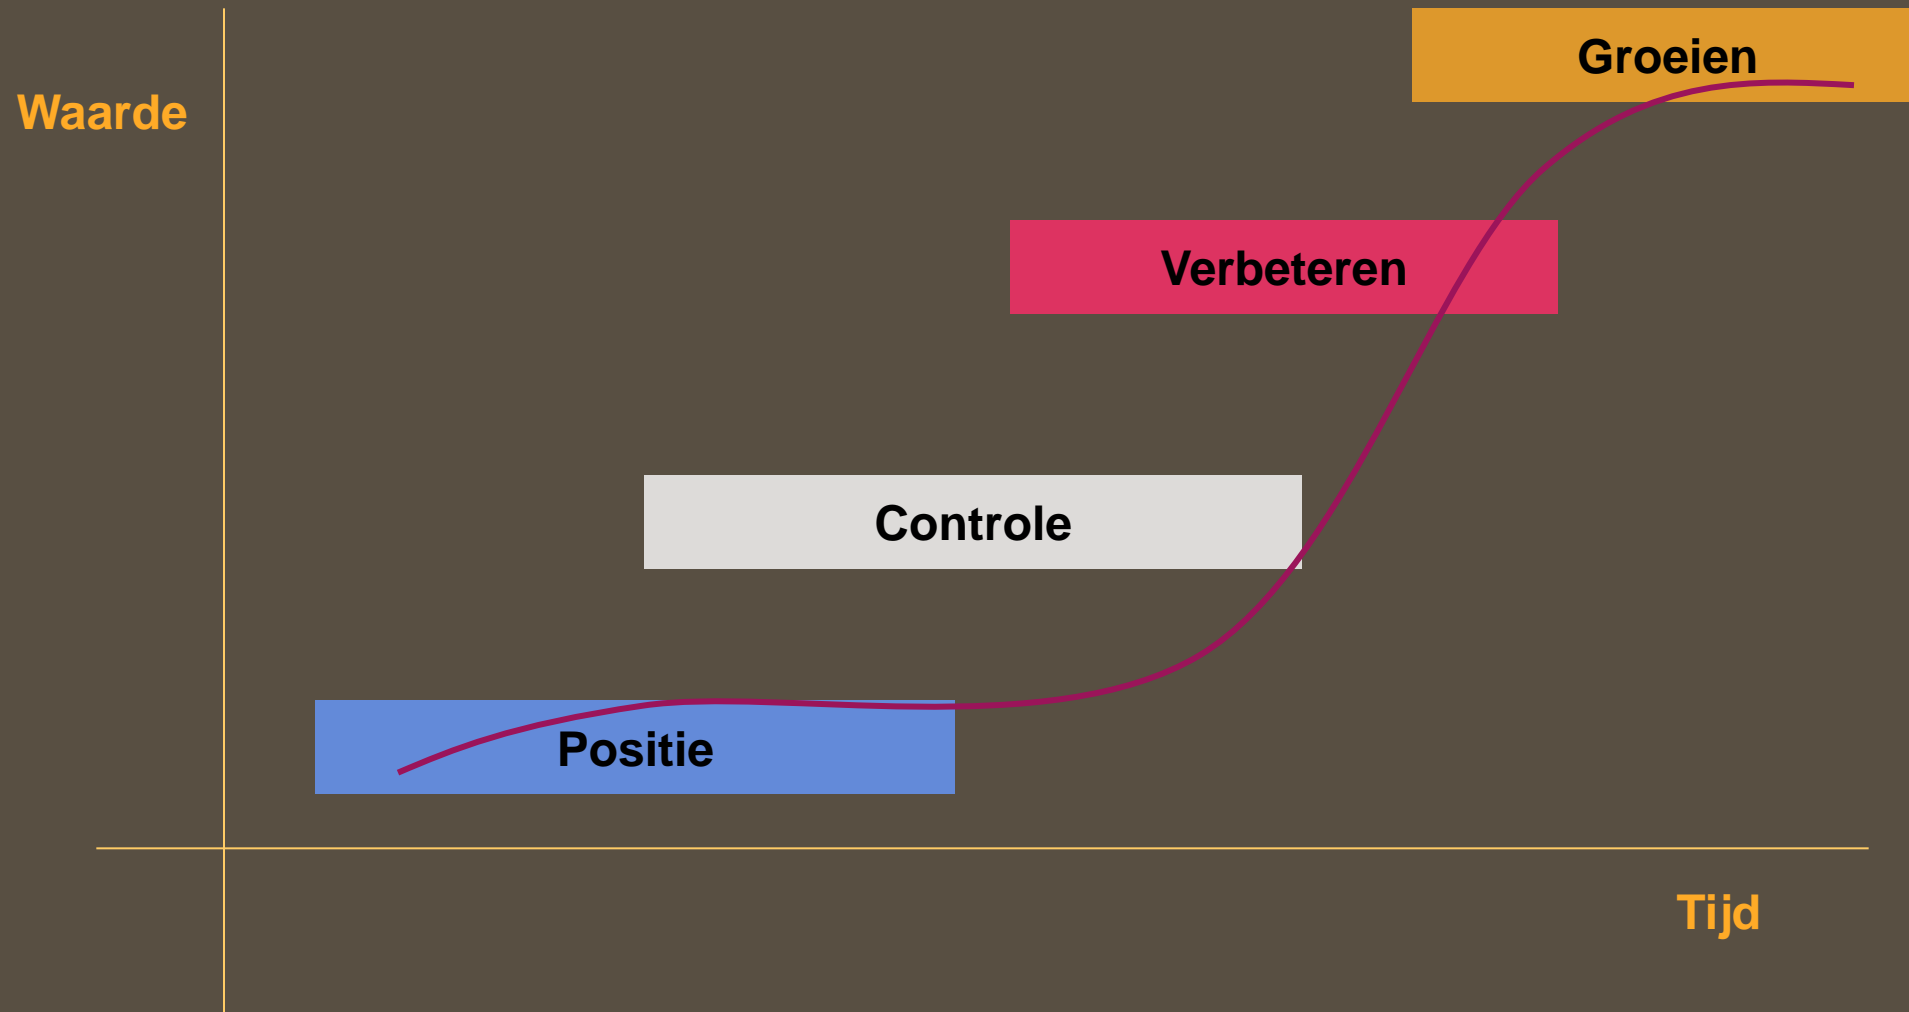 Groeien
Waarde
Verbeteren
Controle
Positie
Tijd